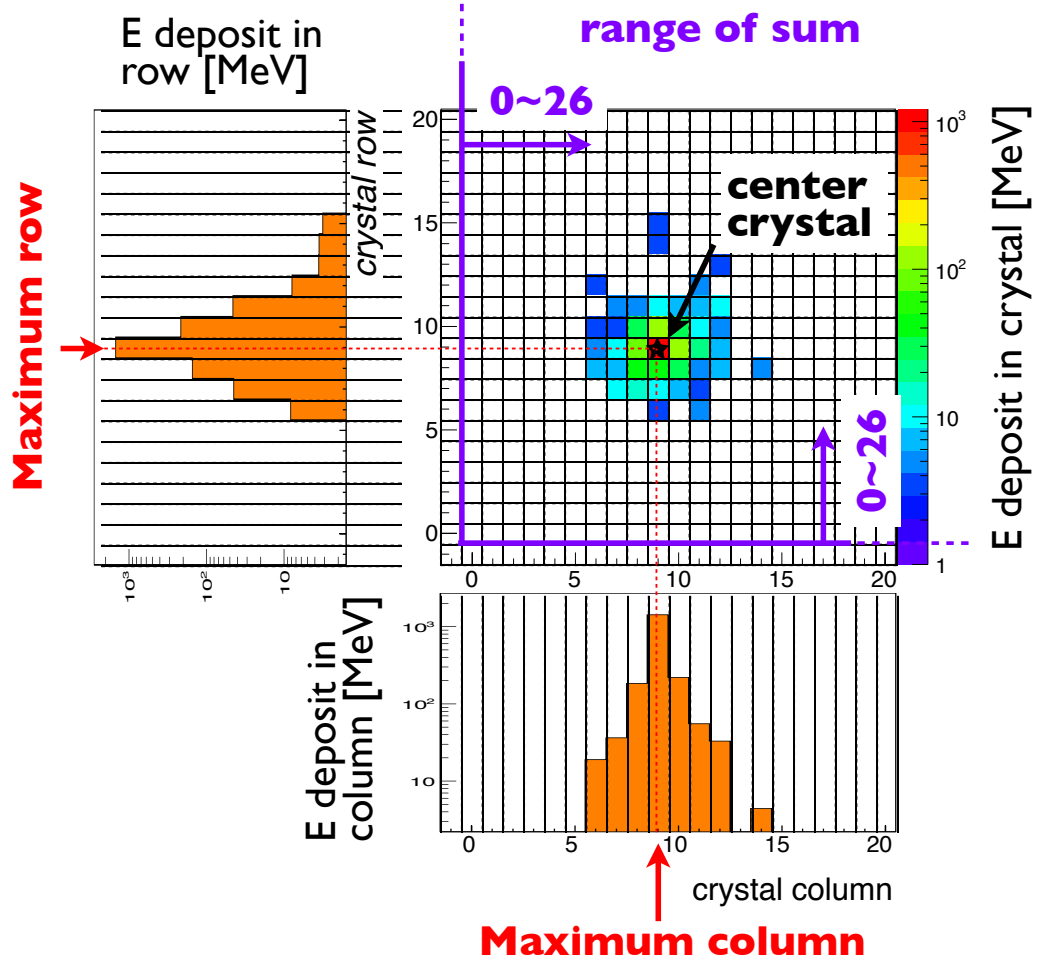 E deposit in
row [MeV]
range of sum
0~26
crystal row
20
15
10
5
0
center
crystal
10³
10²
10
1
E deposit in crystal [MeV]
Maximum row
0~26
10³
10²
10
0
5
10
15
20
E deposit in
column [MeV]
10³
10²
10
0
5
10
15
20
crystal column
Maximum column